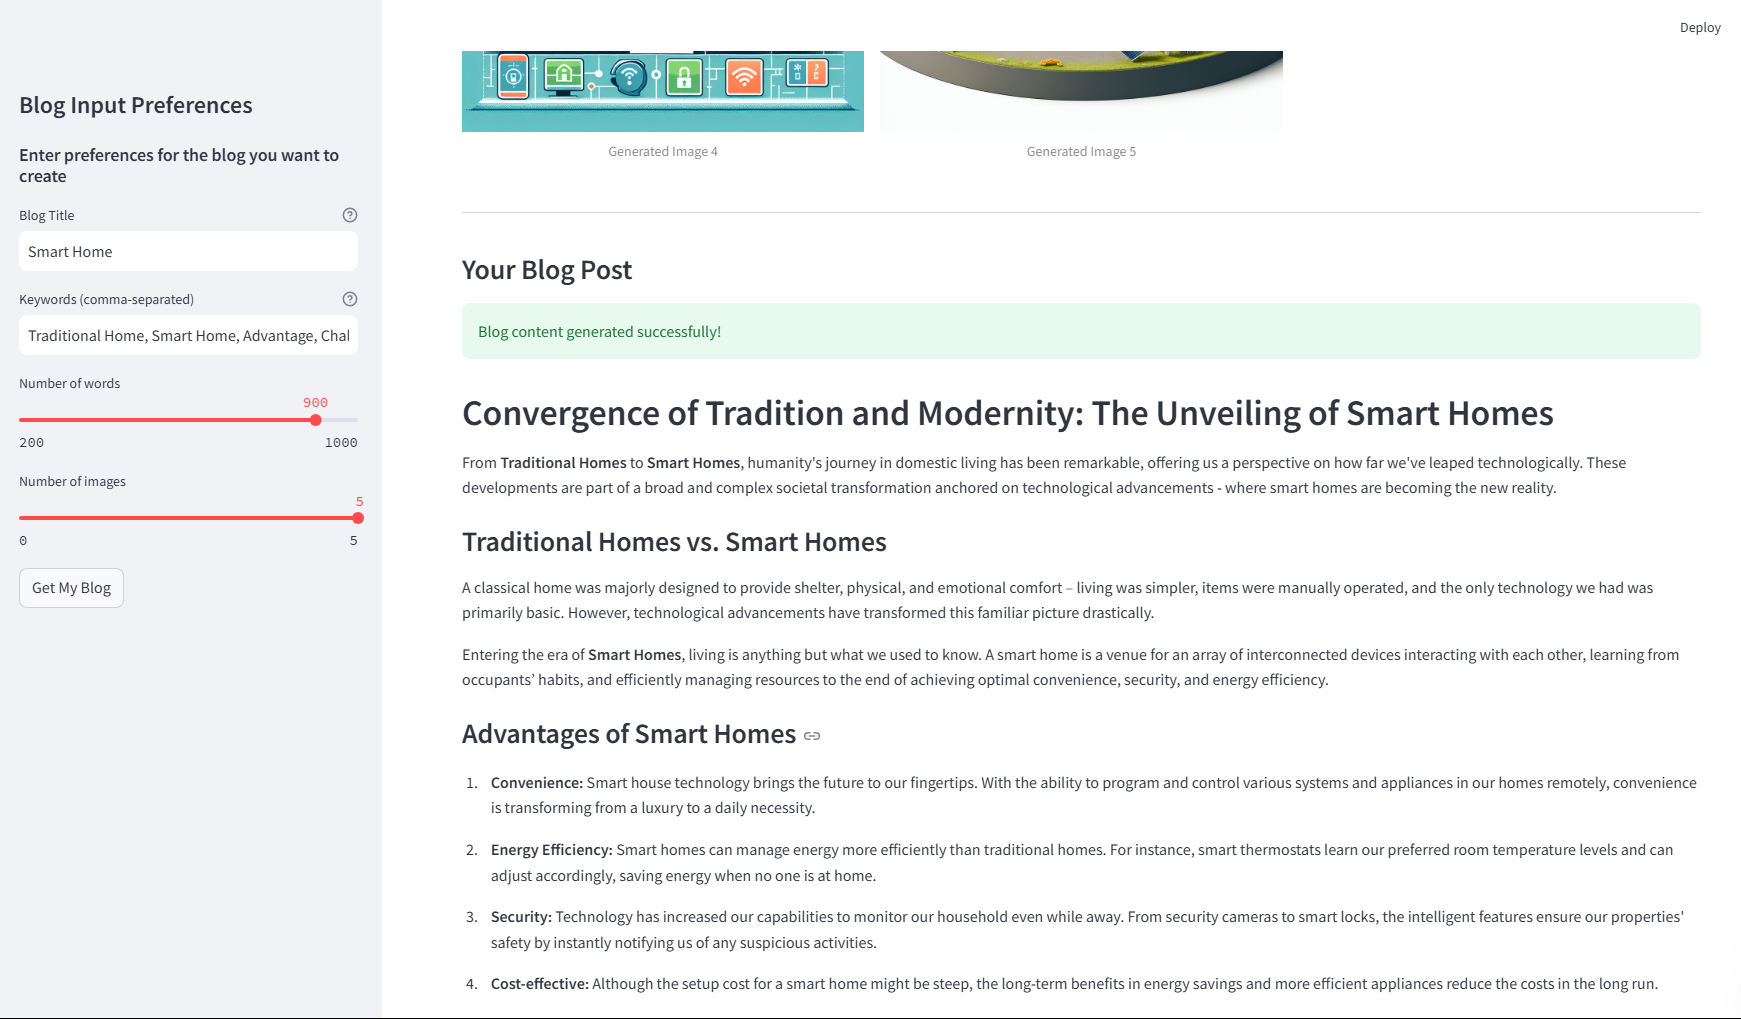 Deploy
Blog Input Preferences
Enter preferences for the blog you want to
create
Blog Title
Smart Home
Keywords (comma-separated)
Traditional Home, Smart Home, Advantage, Chal
Number of words
900
200 1000
Number of images
5
0 5
Get My Blog
Generated Image 4 Generated Image 5
Your Blog Post
Blog content generated successfully!
Convergence of Tradition and Modernity: The Unveiling of Smart Homes
From Traditional Homes to Smart Homes, humanity's journey in domestic living has been remarkable, offering us a perspective on how far we've leaped technologically. These
developments are part of a broad and complex societal transformation anchored on technological advancements - where smart homes are becoming the new reality.
Traditional Homes vs. Smart Homes
A classical home was majorly designed to provide shelter, physical, and emotional comfort – living was simpler, items were manually operated, and the only technology we had was
primarily basic. However, technological advancements have transformed this familiar picture drastically.
Entering the era of Smart Homes, living is anything but what we used to know. A smart home is a venue for an array of interconnected devices interacting with each other, learning from
occupants’ habits, and efficiently managing resources to the end of achieving optimal convenience, security, and energy efficiency.
Advantages of Smart Homes
1. Convenience: Smart house technology brings the future to our fingertips. With the ability to program and control various systems and appliances in our homes remotely, convenience
is transforming from a luxury to a daily necessity.
2. Energy Efficiency: Smart homes can manage energy more efficiently than traditional homes. For instance, smart thermostats learn our preferred room temperature levels and can
adjust accordingly, saving energy when no one is at home.
3. Security: Technology has increased our capabilities to monitor our household even while away. From security cameras to smart locks, the intelligent features ensure our properties'
safety by instantly notifying us of any suspicious activities.
4. Cost-effective: Although the setup cost for a smart home might be steep, the long-term benefits in energy savings and more efficient appliances reduce the costs in the long run.